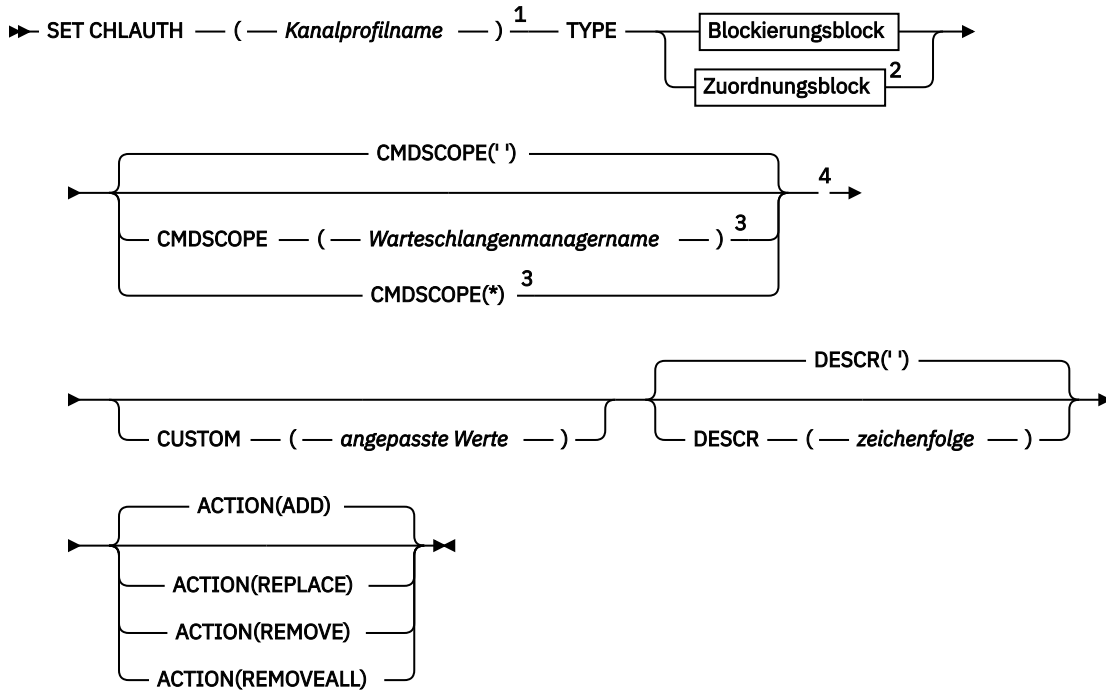 SET CHLAUTH ( Kanalprofilname ) 1 TYPE Blockierungsblock
Zuordnungsblock 2
CMDSCOPE(' ')
4
CMDSCOPE ( Warteschlangenmanagername ) 3
CMDSCOPE(*) 3
DESCR(' ')
CUSTOM ( angepasste Werte ) DESCR ( zeichenfolge )
ACTION(ADD)
ACTION(REPLACE)
ACTION(REMOVE)
ACTION(REMOVEALL)